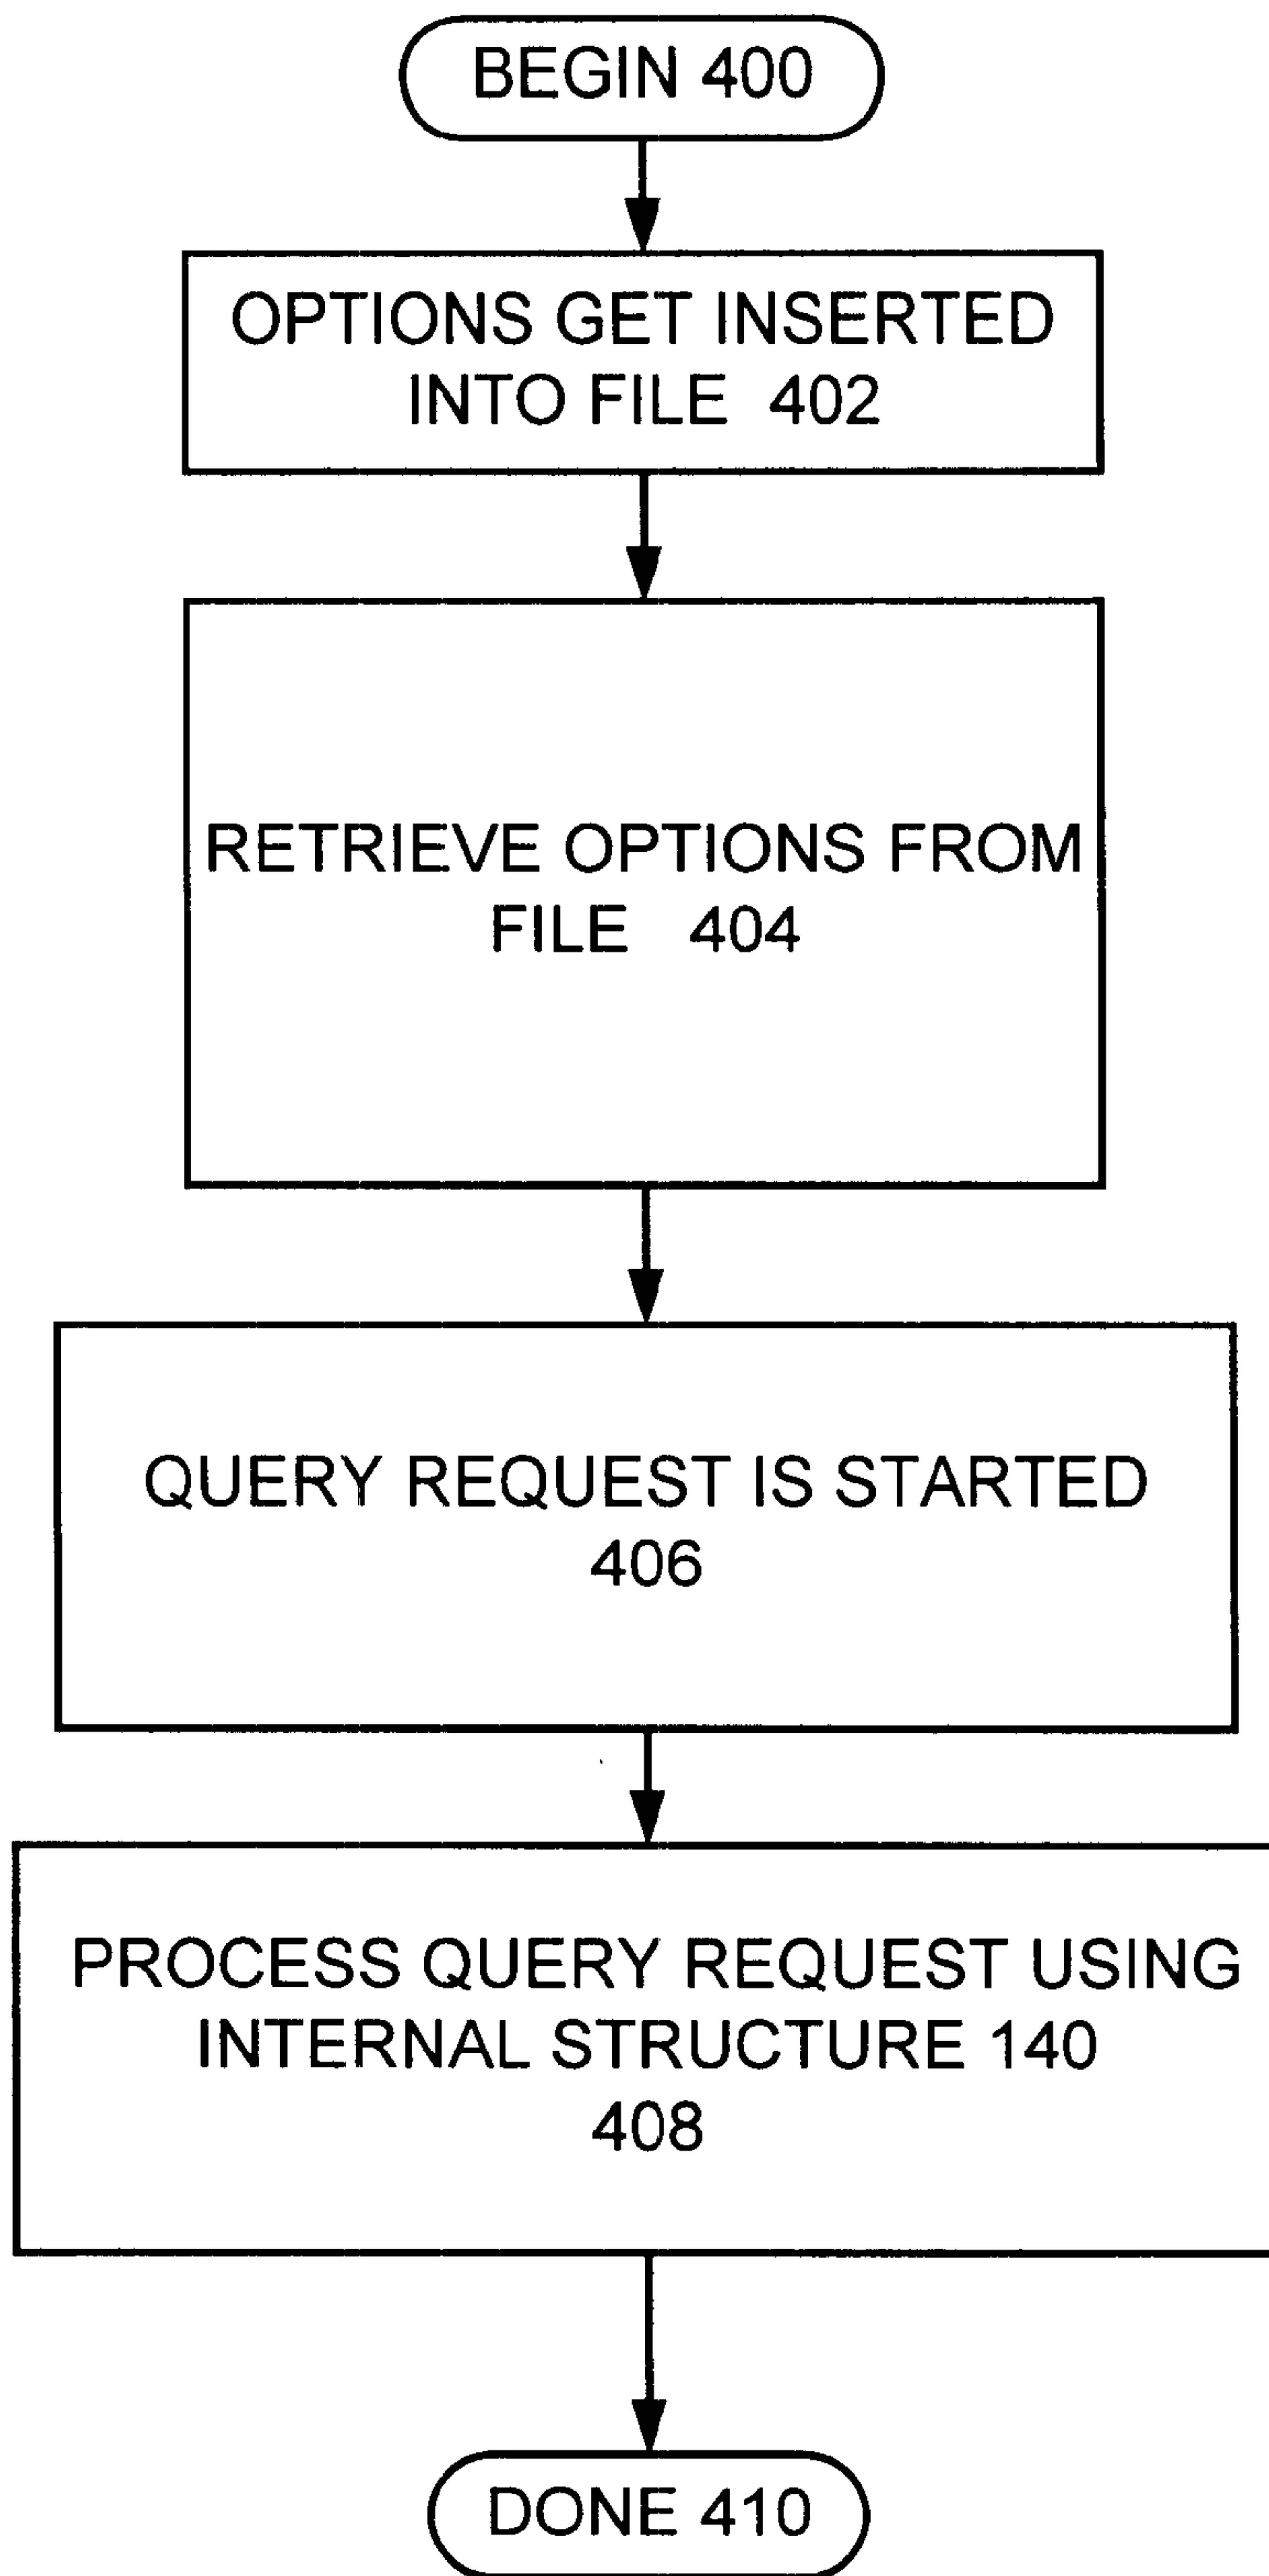 BEGIN 400
OPTIONS GET INSERTED
INTO FILE 402
RETRIEVE OPTIONS FROM
FILE 404
QUERY REQUEST IS STARTED
406
PROCESS QUERY REQUEST USING
INTERNAL STRUCTURE 140
408
DONE 410